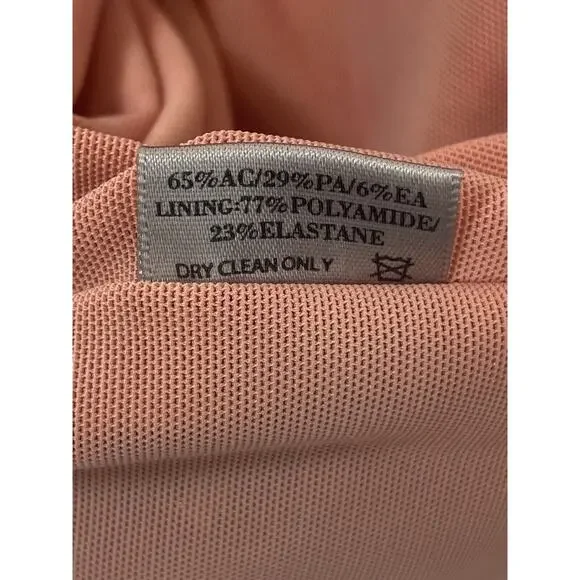 65%AC/29%PA/6%EA
LINING:77%POLYAMIDE/
23%ELASTANE
DRY CLEAN ONLY